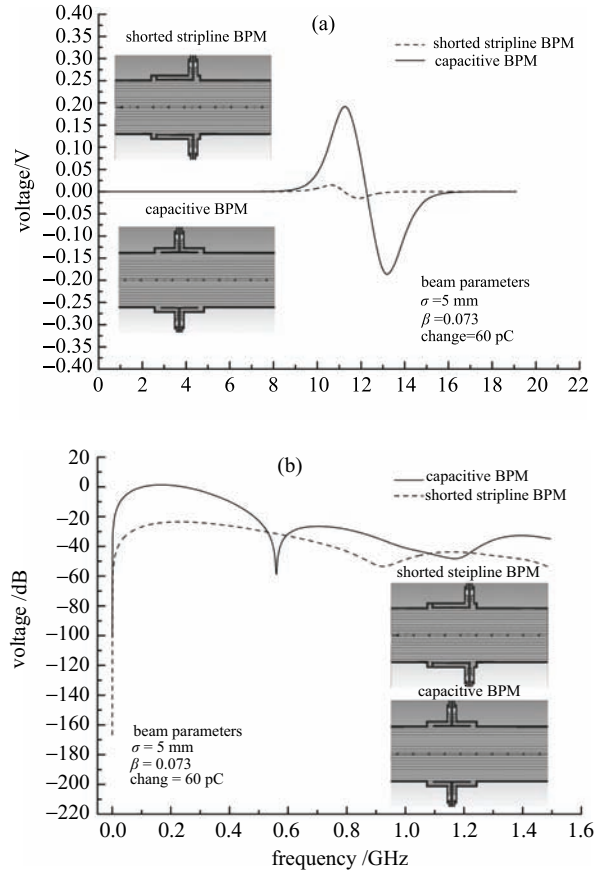 (a)
0.40
0.35
0.30
0.25
0.20
0.15
0.10
0.05
0.00
−0.05
−0.10
−0.15
−0.20
−0.25
−0.30
−0.35
−0.40
voltage/V
shorted stripline BPM
capacitive BPM
shorted stripline BPM
capacitive BPM
beam parameters
σ=5 mm
β=0.073
change=60 pC
0 2 4 6 8 10 12 14 16 18 20 22
(b)
20
0
−20
−40
−60
−80
−100
−120
−140
−160
−180
−200
−220
voltage /dB
capacitive BPM
shorted stripline BPM
shorted steipline BPM
capacitive BPM
beam parameters
σ = 5 mm
β = 0.073
chang = 60 pC
0.0 0.2 0.4 0.6 0.8 1.0 1.2 1.4 1.6
frequency /GHz